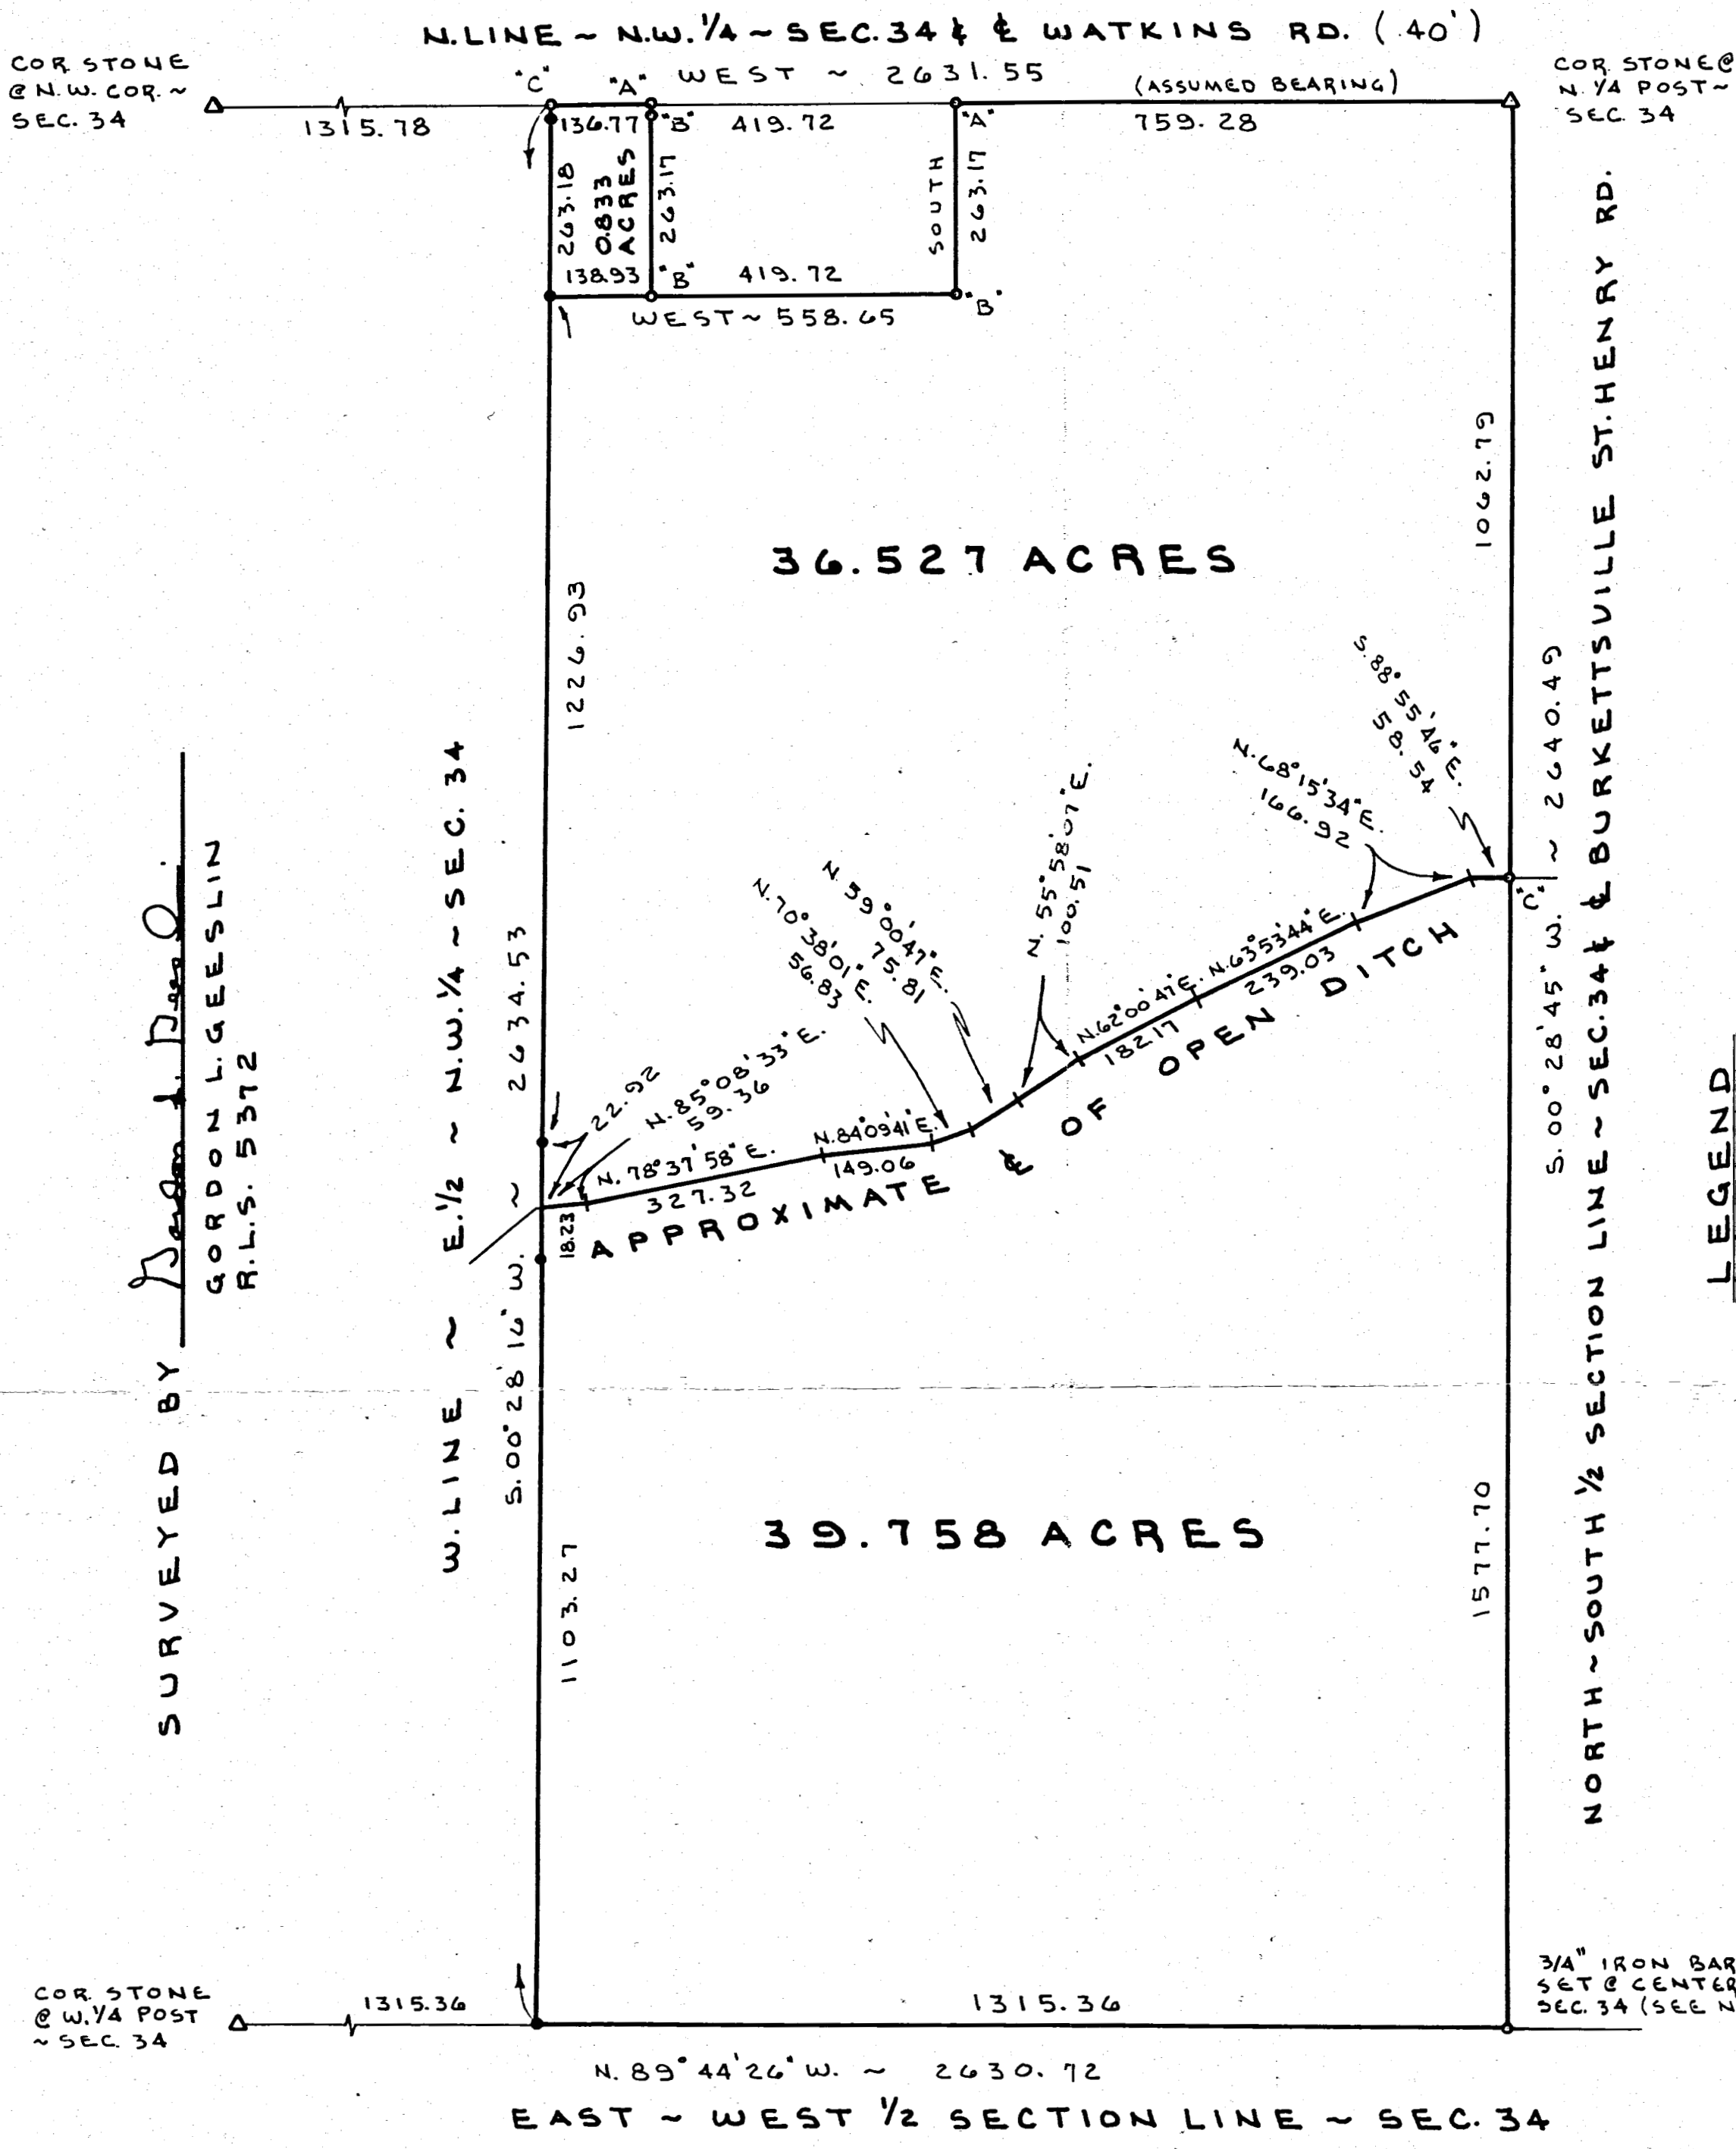 N.LINE ~ N.W.¼ ~ SEC.34 & ℄ WATKINS RD. (40')
COR. STONE
@ N.W. COR. ~
SEC. 34
"C"
"A"
WEST ~ 2631.55
(ASSUMED BEARING)
COR. STONE @
N. ¼ POST ~
SEC. 34
1315.78
136.77
"B"
419.72
"A"
759.28
263.18
0.833
ACRES
263.17
SOUTH
263.17
138.93
"B"
419.72
"B"
WEST ~ 558.65
1062.79
36.527 ACRES
1226.93
S.88°55'46"E.
58.54
N.68°15'34"E.
166.92
N.55°58'07"E.
100.51
N.59°00'47"E.
75.81
N.70°38'01"E.
56.83
"C"
N.63°53'44"E.
239.03
N.62°00'47"E.
182.17
22.92
N.85°08'33"E.
59.36
N.84°09'41"E.
149.06
N.78°37'58"E.
327.32
18.23
APPROXIMATE ℄ OF OPEN DITCH
W.LINE ~ E.½ ~ N.W.¼ ~ SEC. 34
S.00°28'16"W. ~ 2634.53
S.00°28'45"W. ~ 2640.49
NORTH ~ SOUTH ½ SECTION LINE ~ SEC.34 & ℄ BURKETTSVILLE ST.HENRY RD.
SURVEYED BY Gordon L. Geeslin
GORDON L. GEESLIN
R.L.S. 5372
LEGEND
39.758 ACRES
1103.27
1577.70
3/4" IRON BAR
SET @ CENTER
SEC. 34 (SEE N
COR. STONE
@ W.¼ POST
~ SEC. 34
1315.36
1315.36
N.89°44'26"W. ~ 2630.72
EAST ~ WEST ½ SECTION LINE ~ SEC. 34